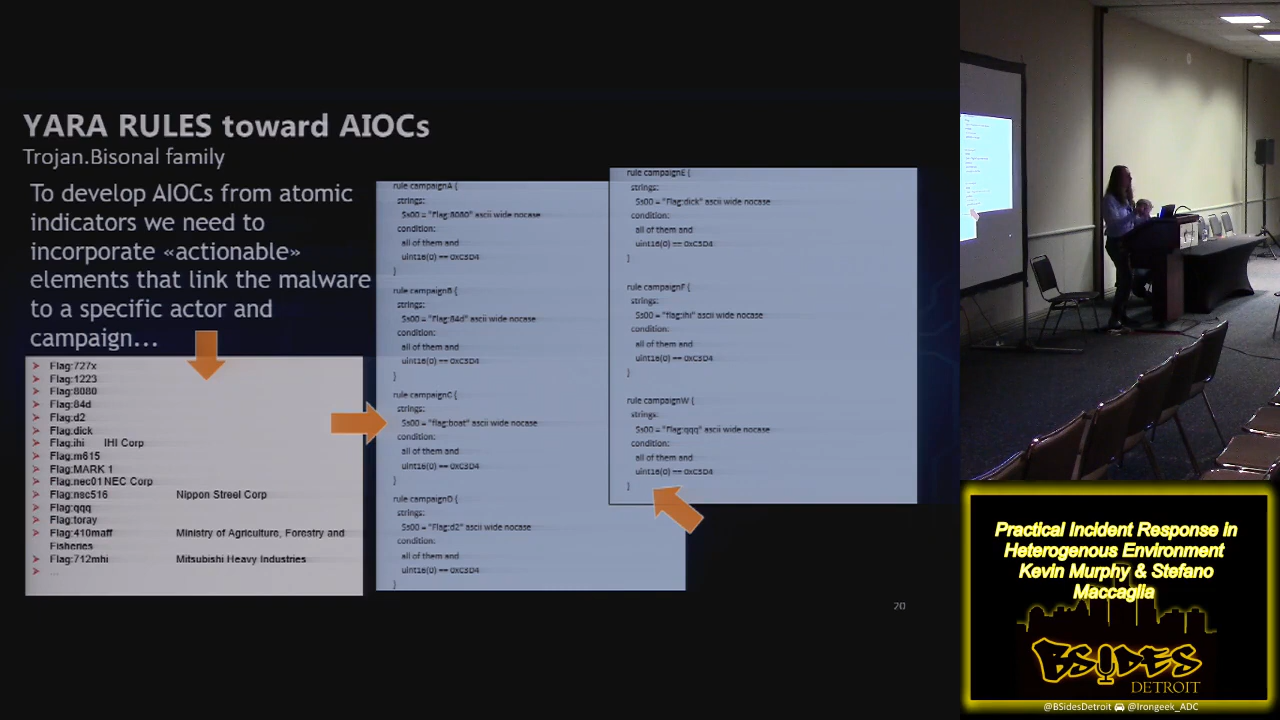 YARA RULES toward AIOCs
Trojan.Bsonal family
To develop AIOCs from atomic
indicators we need to
incorporate «actionable»
elements that link the malware
to a specific actor and
campaign...
Flag:727x
Flag:1223
Flag:8080
Flag:84d
Flag:d2
Flag:dick
Flag:ihi IHI Corp
Flag:m615
Flag:MARK 1
Flag:nec01 NEC Corp
Flag:nsc516 Nippon Steel Corp
Flag:qqq
Flag:toray
Flag:410maff Ministry of Agriculture, Forestry and
Fisheries
Flag:712mhi Mitsubishi Heavy Industries
...
rule campaignA {
strings:
$s00 = "Flag:8080" ascii wide nocase
condition:
all of them and
uint16(0) == 0xC3D4
}
rule campaignB {
strings:
$s00 = "Flag:84d" ascii wide nocase
condition:
all of them and
uint16(0) == 0xC3D4
}
rule campaignC {
strings:
$s00 = "flag:boat" ascii wide nocase
condition:
all of them and
uint16(0) == 0xC3D4
}
rule campaignD {
strings:
$s00 = "Flag:d2" ascii wide nocase
condition:
all of them and
uint16(0) == 0xC3D4
}
rule campaignE {
strings:
$s00 = "Flag:dick" ascii wide nocase
condition:
all of them and
uint16(0) == 0xC3D4
}
rule campaignF {
strings:
$s00 = "flag:ihi" ascii wide nocase
condition:
all of them and
uint16(0) == 0xC3D4
}
rule campaignW {
strings:
$s00 = "Flag:qqq" ascii wide nocase
condition:
all of them and
uint16(0) == 0xC3D4
}
20
Practical Incident Response in
Heterogenous Environment
Kevin Murphy & Stefano
Maccaglia
BSIDES
DETROIT
@BSidesDetroit @Irongeek_ADC